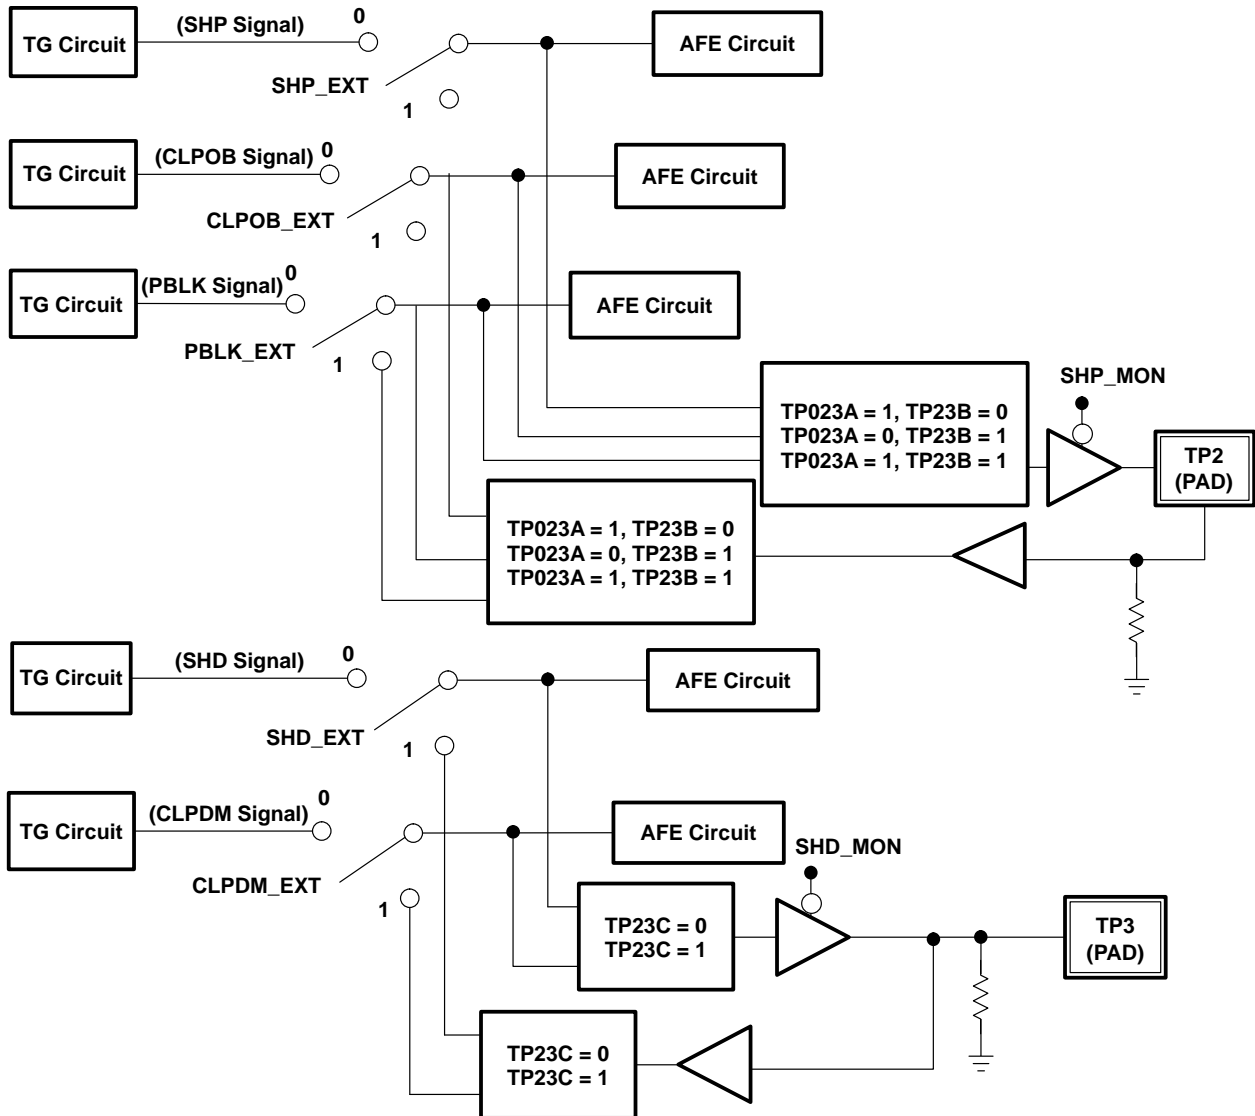 TG Circuit
(SHP Signal)
0
AFE Circuit
SHP_EXT
1
TG Circuit
(CLPOB Signal)
0
AFE Circuit
CLPOB_EXT
1
TG Circuit
(PBLK Signal)
0
AFE Circuit
PBLK_EXT
1
SHP_MON
TP023A = 1, TP23B = 0
TP023A = 0, TP23B = 1
TP023A = 1, TP23B = 1
TP2
(PAD)
TP023A = 1, TP23B = 0
TP023A = 0, TP23B = 1
TP023A = 1, TP23B = 1
TG Circuit
(SHD Signal)
0
AFE Circuit
SHD_EXT
1
TG Circuit
(CLPDM Signal)
0
AFE Circuit
SHD_MON
CLPDM_EXT
1
TP23C = 0
TP23C = 1
TP3
(PAD)
TP23C = 0
TP23C = 1